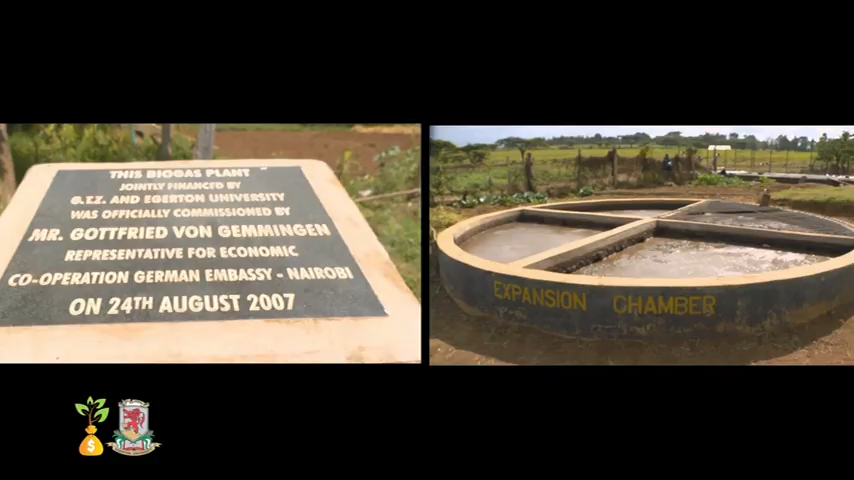 THIS BIOGAS PLANT
JOINTLY FINANCED BY
G.T.Z. AND EGERTON UNIVERSITY
WAS OFFICIALLY COMMISSIONED BY
MR. GOTTFRIED VON GEMMINGEN
REPRESENTATIVE FOR ECONOMIC
CO-OPERATION GERMAN EMBASSY - NAIROBI
ON 24TH AUGUST 2007
EXPANSION CHAMBER
$